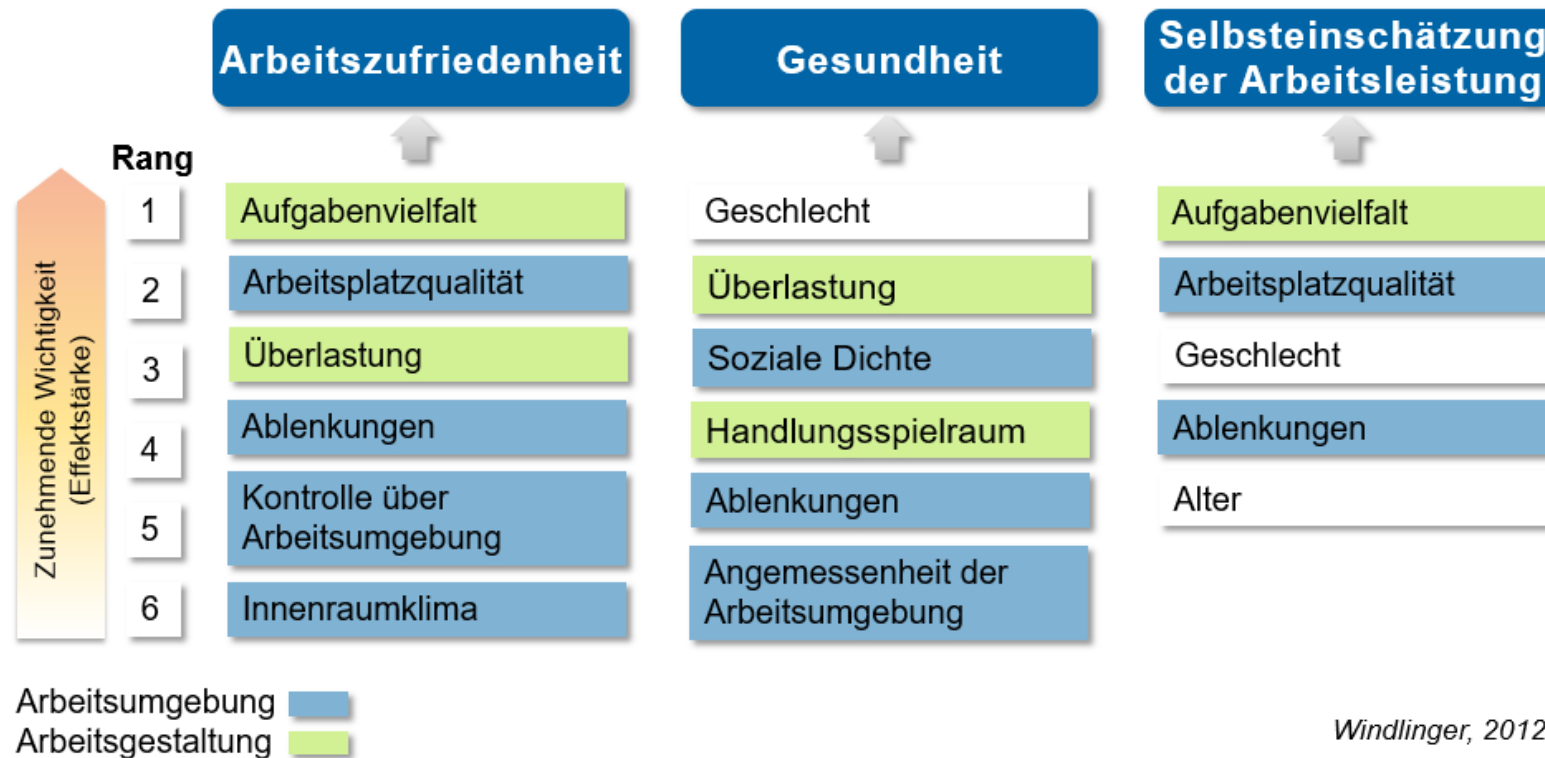 Arbeitszufriedenheit
Gesundheit
Selbsteinschätzung
der Arbeitsleistung
Zunehmende Wichtigkeit
(Effektstärke)
Rang
1
2
3
4
5
6
Aufgabenvielfalt
Arbeitsplatzqualität
Überlastung
Ablenkungen
Kontrolle über
Arbeitsumgebung
Innenraumklima
Geschlecht
Überlastung
Soziale Dichte
Handlungsspielraum
Ablenkungen
Angemessenheit der
Arbeitsumgebung
Aufgabenvielfalt
Arbeitsplatzqualität
Geschlecht
Ablenkungen
Alter
Arbeitsumgebung
Arbeitsgestaltung
Windlinger, 2012